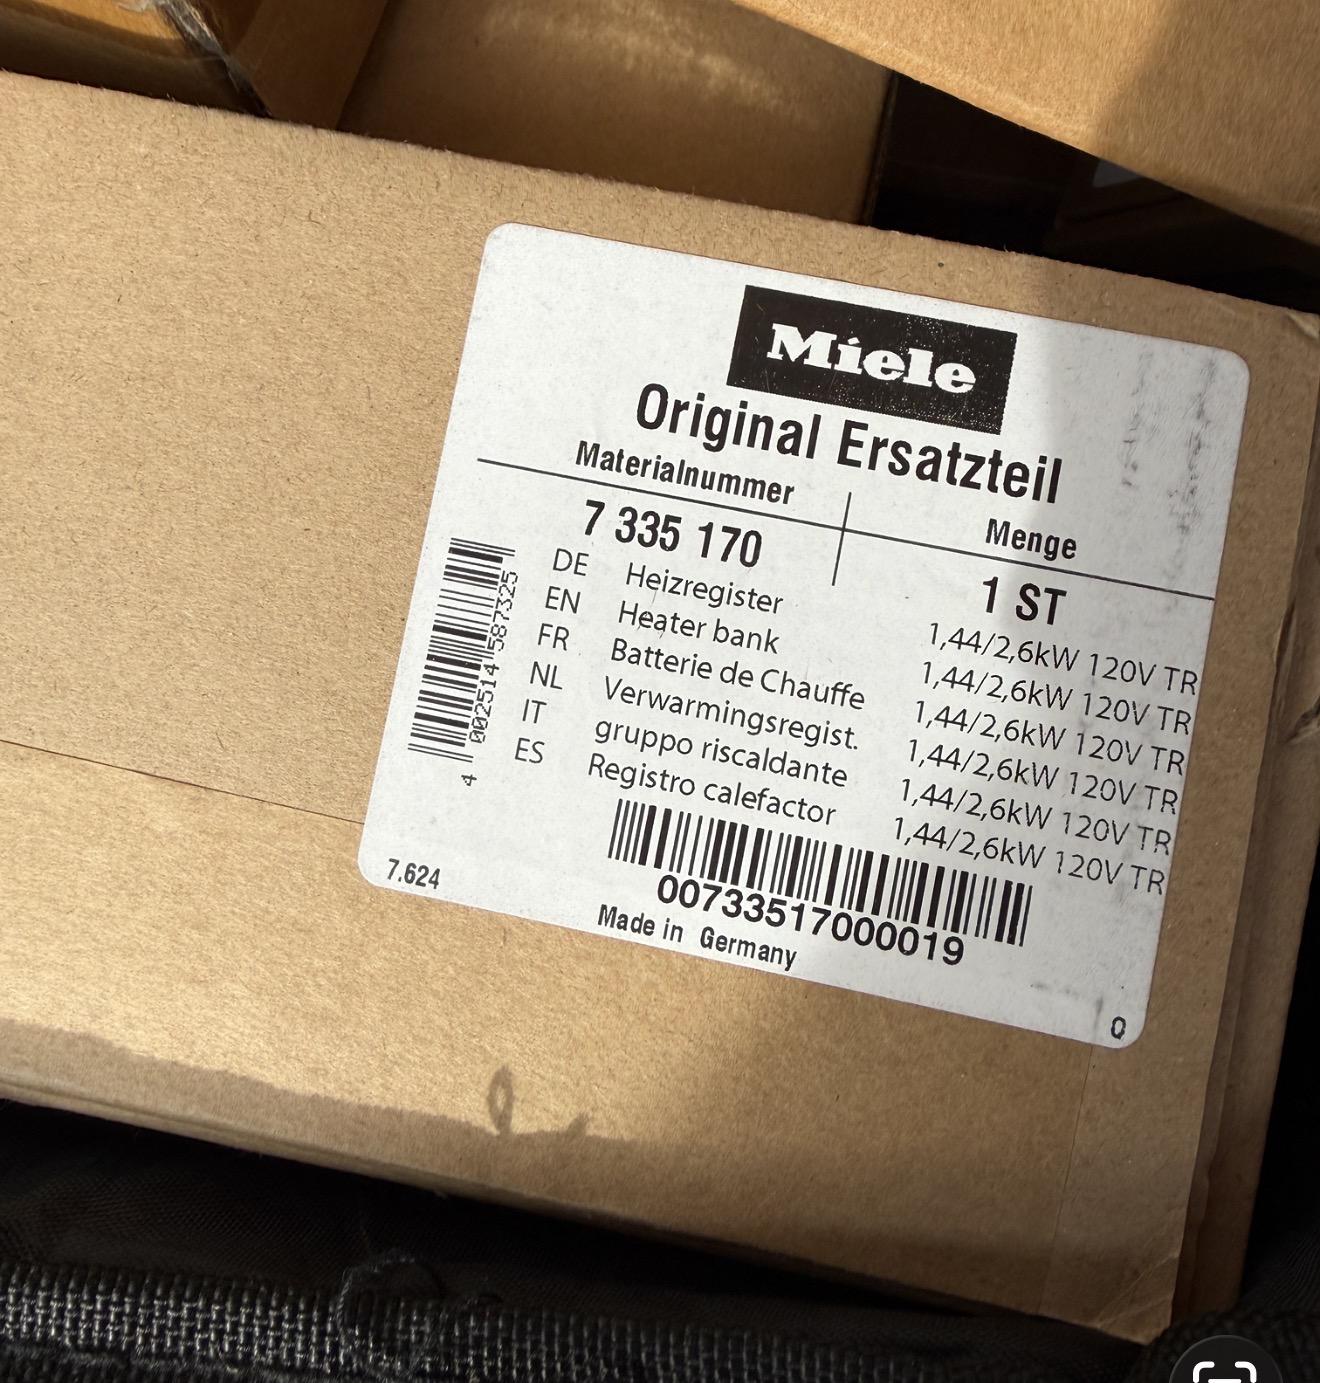 Miele
Original Ersatzteil
Materialnummer Menge
7 335 170 1 ST
DE Heizregister 1,44/2,6kW 120V TR
EN Heater bank 1,44/2,6kW 120V TR
FR Batterie de Chauffe 1,44/2,6kW 120V TR
NL Verwarmingsregist. 1,44/2,6kW 120V TR
IT gruppo riscaldante 1,44/2,6kW 120V TR
ES Registro calefactor 1,44/2,6kW 120V TR
4 002514 587325
00733517000019
7.624
Made in Germany
Q